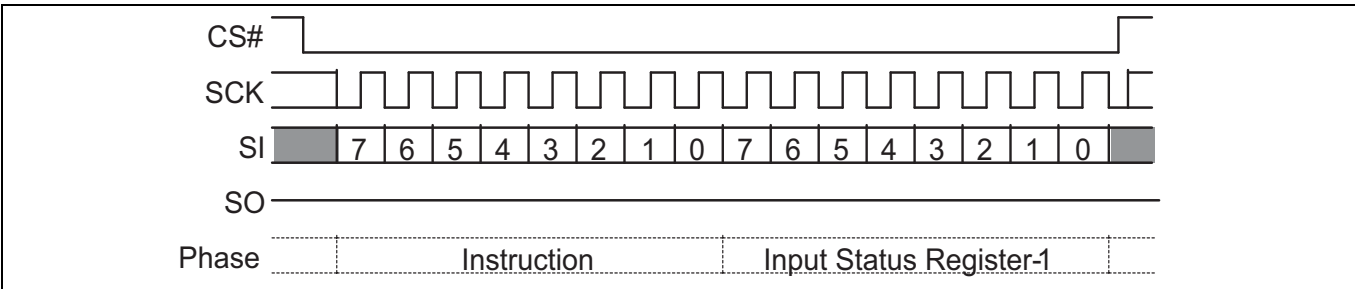 CS#
SCK
SI 7 6 5 4 3 2 1 0 7 6 5 4 3 2 1 0
SO
Phase Instruction Input Status Register-1